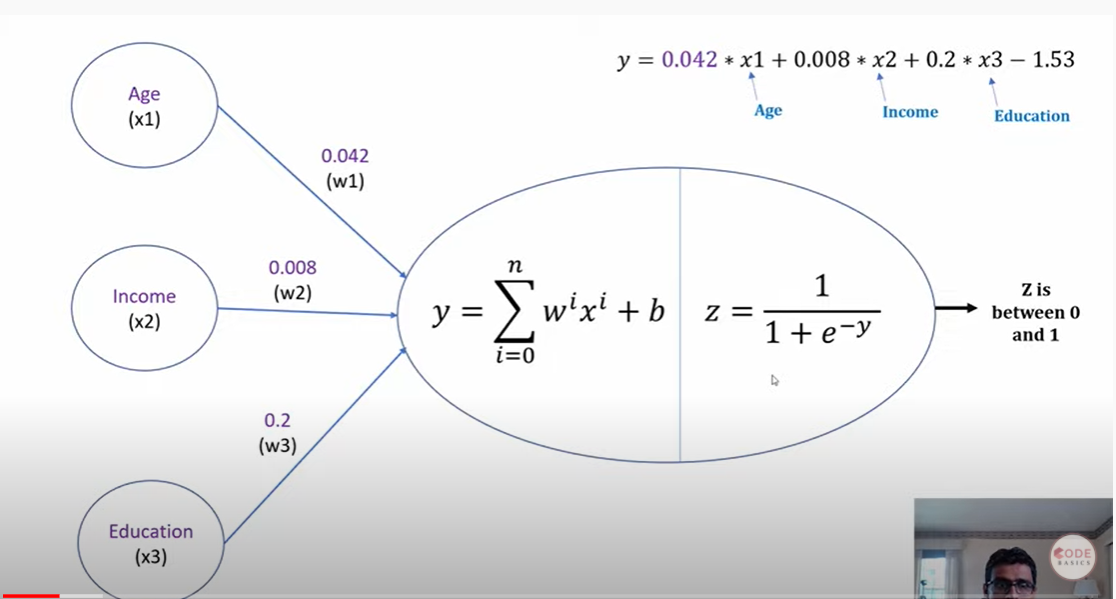 y = 0.042 * x1 + 0.008 * x2 + 0.2 * x3 − 1.53
Age
Income
Education
Age
(x1)
0.042
(w1)
Income
(x2)
0.008
(w2)
Education
(x3)
0.2
(w3)
y = ∑_{i=0}^{n} w^i x^i + b
z = 1 / (1 + e^{−y})
Z is
between 0
and 1
CODE
BASICS